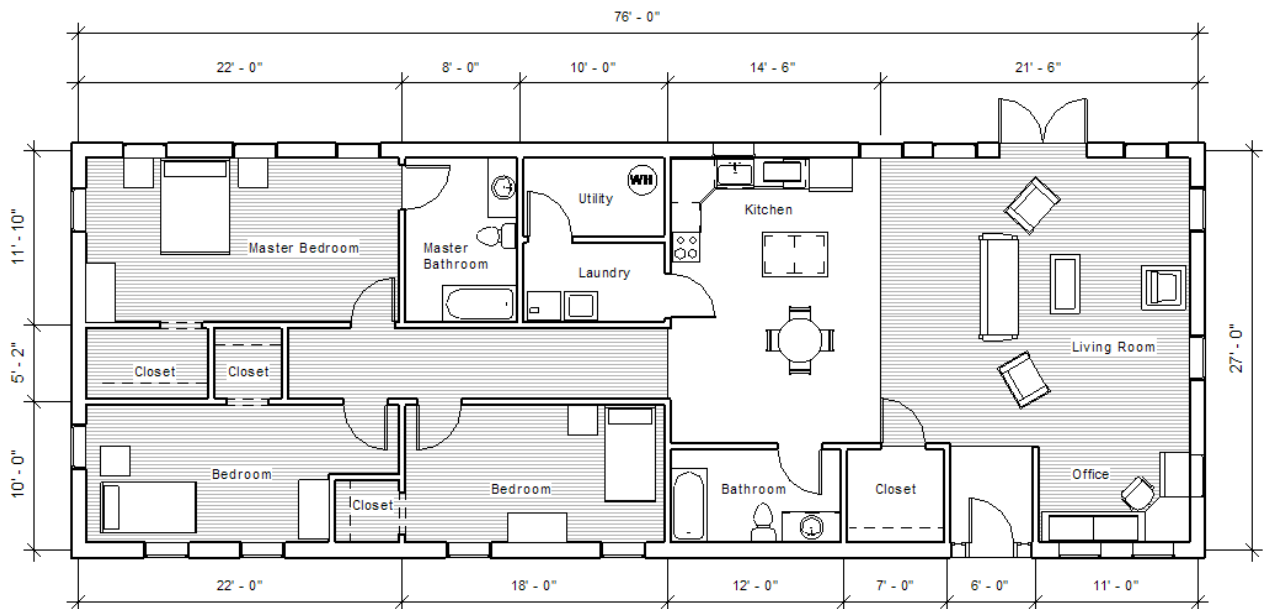 76' - 0"
22' - 0"
8' - 0"
10' - 0"
14' - 6"
21' - 6"
11' - 10"
5' - 2"
10' - 0"
27' - 0"
WH
Utility
Kitchen
Master Bedroom
Master
Bathroom
Laundry
Living Room
Closet
Closet
Bedroom
Closet
Bedroom
Bathroom
Closet
Office
22' - 0"
18' - 0"
12' - 0"
7' - 0"
6' - 0"
11' - 0"